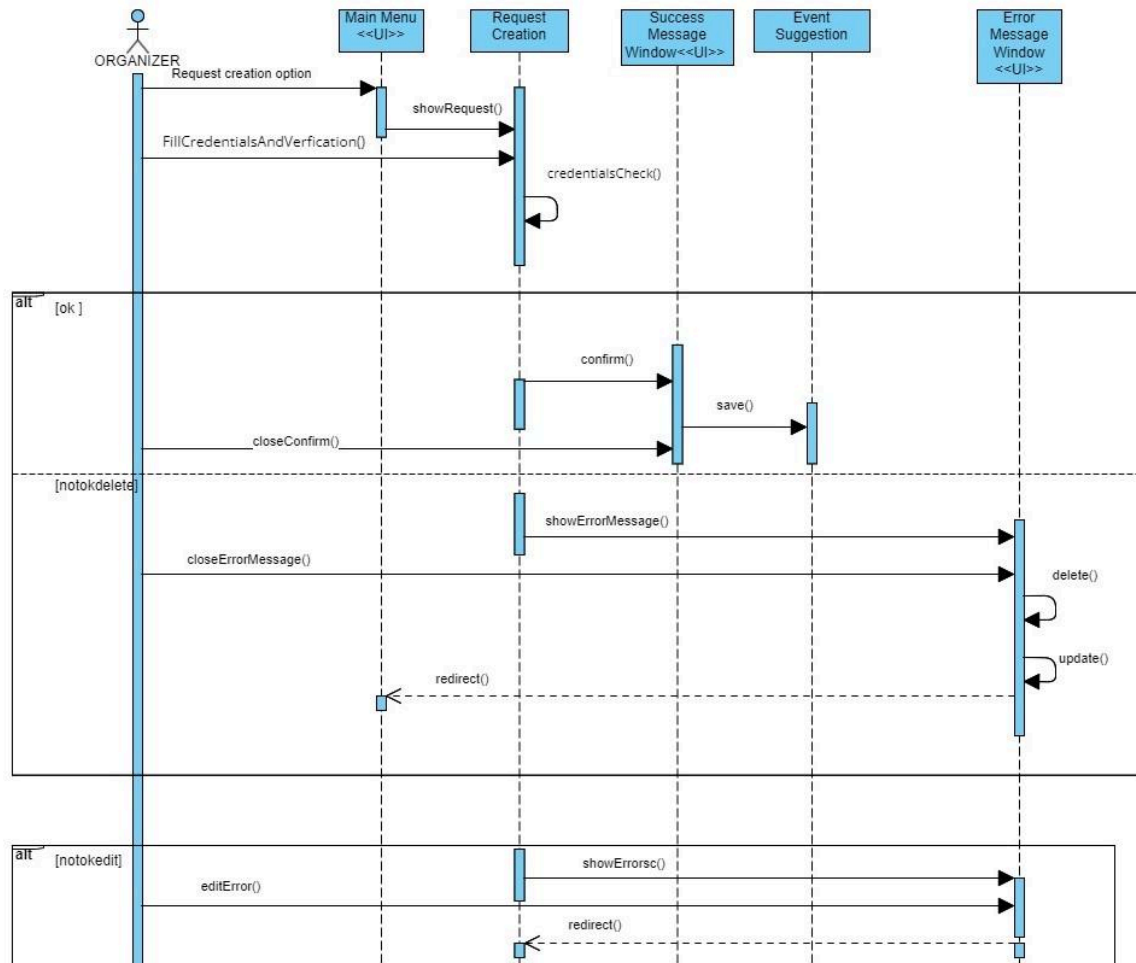 Main Menu
<<UI>>
Request
Creation
Success
Message
Window<<UI>>
Event
Suggestion
Error
Message
Window
<<UI>>
ORGANIZER
Request creation option
showRequest()
FillCredentialsAndVerfication()
credentialsCheck()
alt
[ok ]
confirm()
save()
closeConfirm()
[notokdelete]
showErrorMessage()
closeErrorMessage()
delete()
update()
redirect()
alt
[notokedit]
showErrorsc()
editError()
redirect()